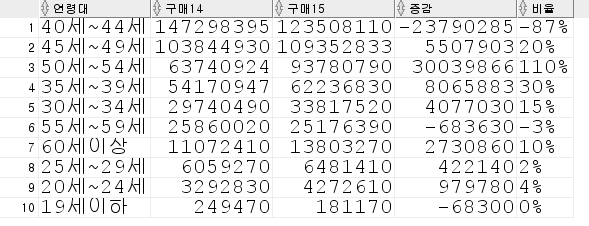 연령대 구매14 구매15 증감 비율
1 40세~44세 147298395 123508110 -23790285 -87%
2 45세~49세 103844930 109352833 5507903 20%
3 50세~54세 63740924 93780790 30039866 110%
4 35세~39세 54170947 62236830 8065883 30%
5 30세~34세 29740490 33817520 4077030 15%
6 55세~59세 25860020 25176390 -683630 -3%
7 60세이상 11072410 13803270 2730860 10%
8 25세~29세 6059270 6481410 422140 2%
9 20세~24세 3292830 4272610 979780 4%
10 19세이하 249470 181170 -68300 0%